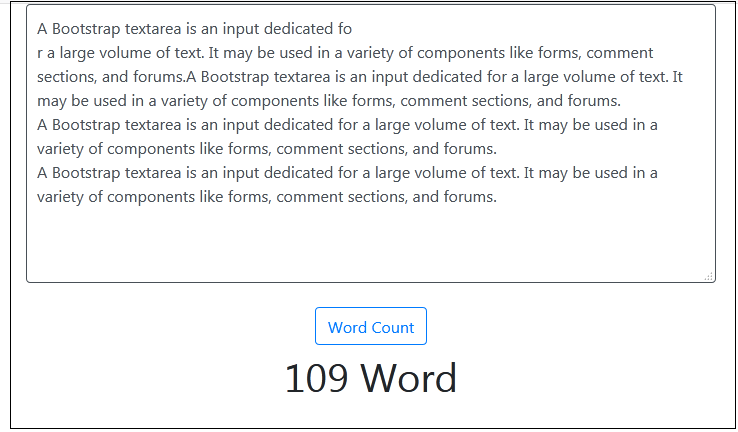 A Bootstrap textarea is an input dedicated fo
r a large volume of text. It may be used in a variety of components like forms, comment
sections, and forums.A Bootstrap textarea is an input dedicated for a large volume of text. It
may be used in a variety of components like forms, comment sections, and forums.
A Bootstrap textarea is an input dedicated for a large volume of text. It may be used in a
variety of components like forms, comment sections, and forums.
A Bootstrap textarea is an input dedicated for a large volume of text. It may be used in a
variety of components like forms, comment sections, and forums.
Word Count
109 Word